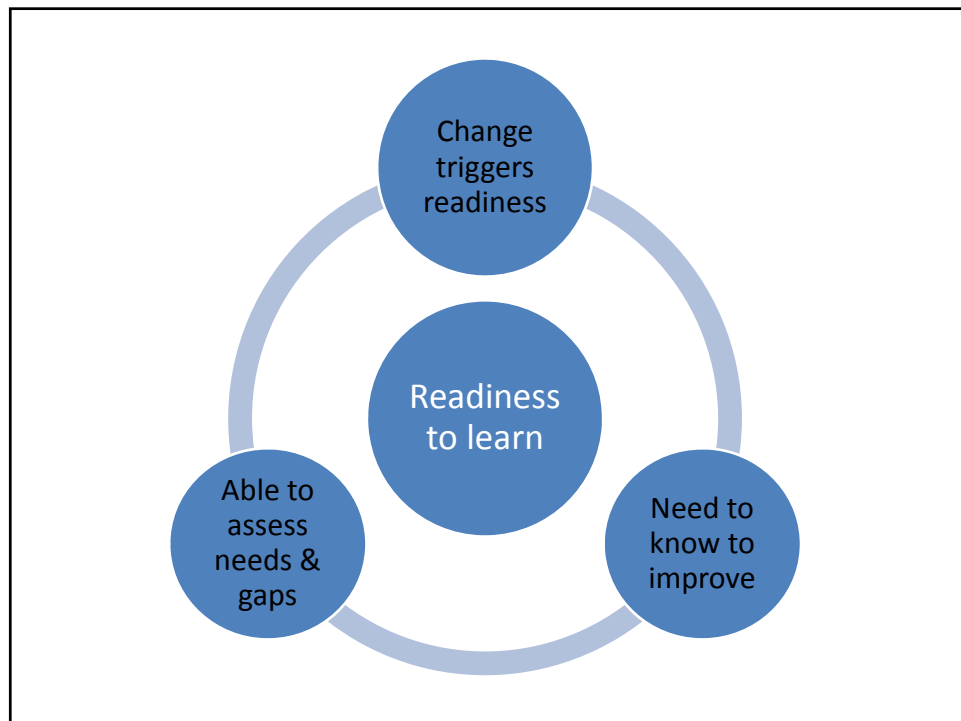 Change
triggers
readiness
Readiness
to learn
Able to
assess
needs &
gaps
Need to
know to
improve